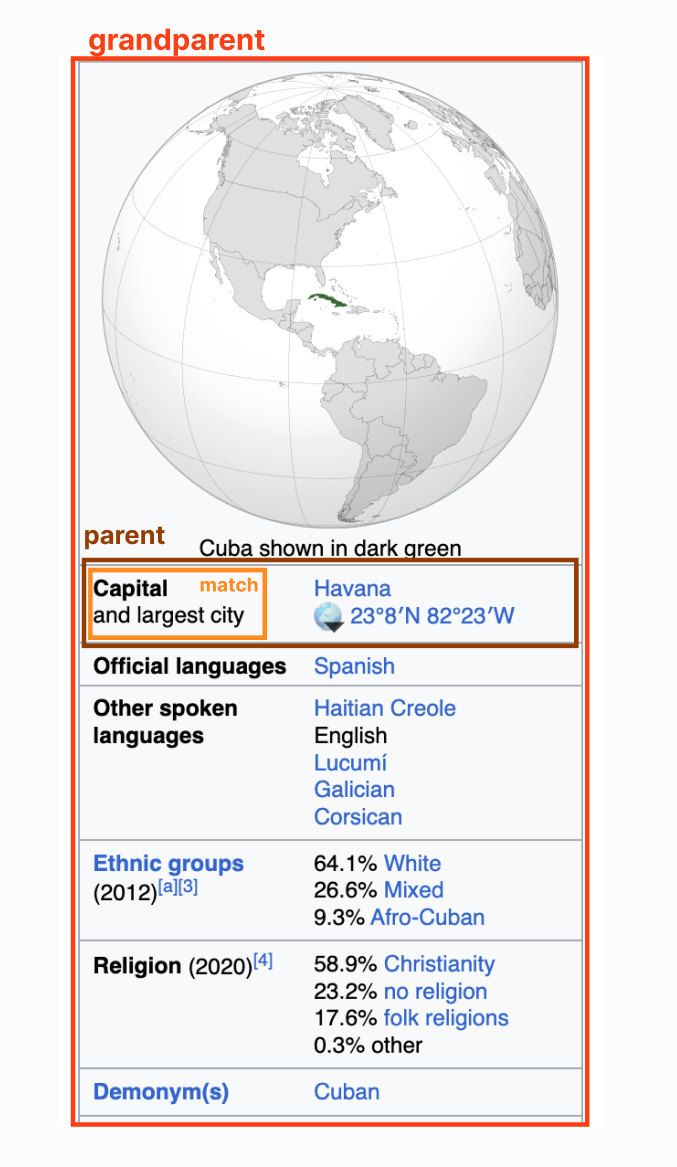 grandparent
Cuba shown in dark green
parent
Capital
match
and largest city
Havana
23°8′N 82°23′W
Official languages
Spanish
Other spoken
languages
Haitian Creole
English
Lucumí
Galician
Corsican
Ethnic groups
(2012)[a][3]
64.1% White
26.6% Mixed
9.3% Afro-Cuban
Religion (2020)[4]
58.9% Christianity
23.2% no religion
17.6% folk religions
0.3% other
Demonym(s)
Cuban